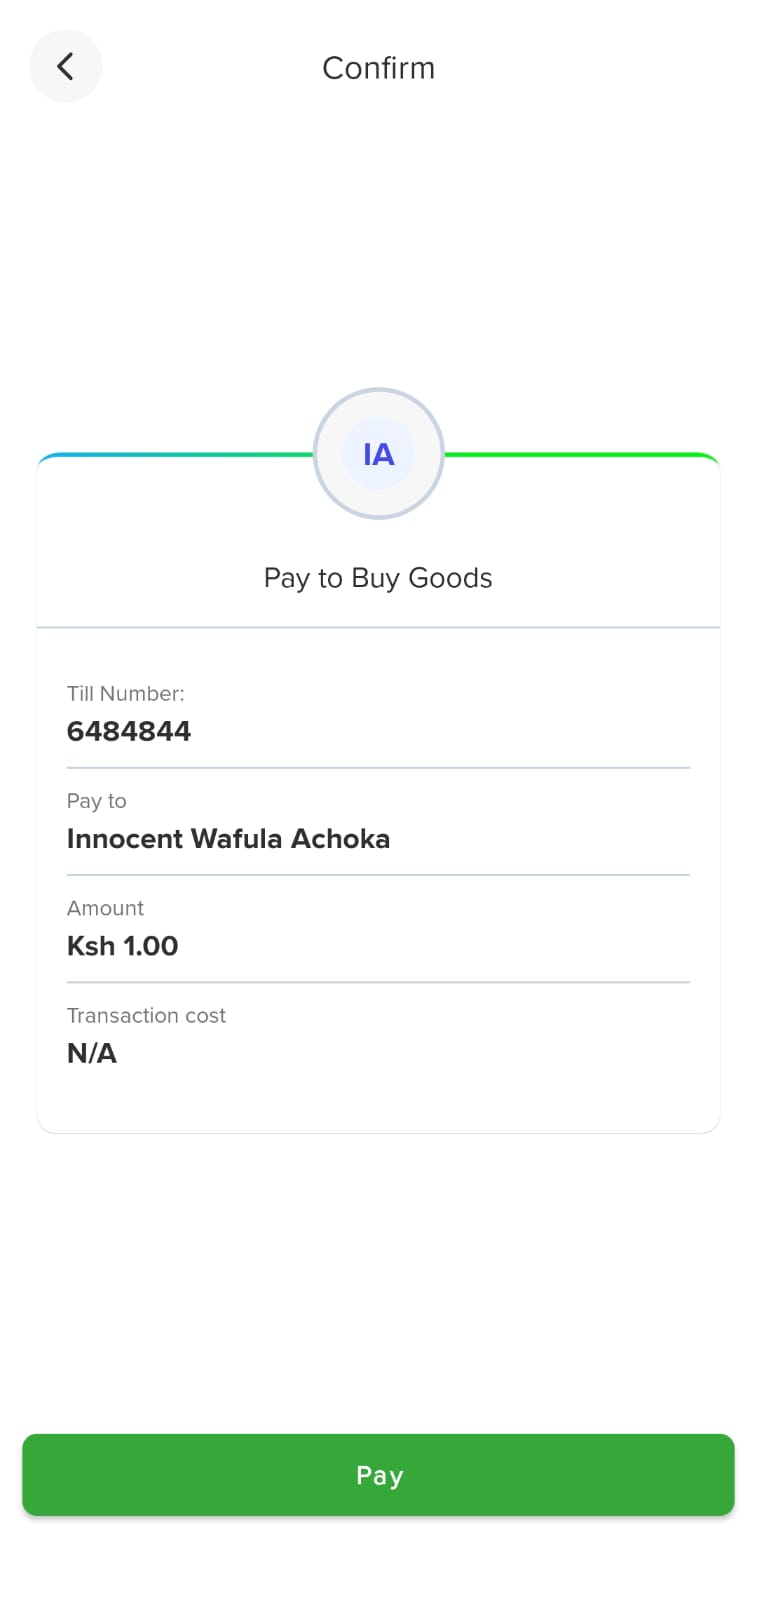 Confirm
IA
Pay to Buy Goods
Till Number:
6484844
Pay to
Innocent Wafula Achoka
Amount
Ksh 1.00
Transaction cost
N/A
Pay